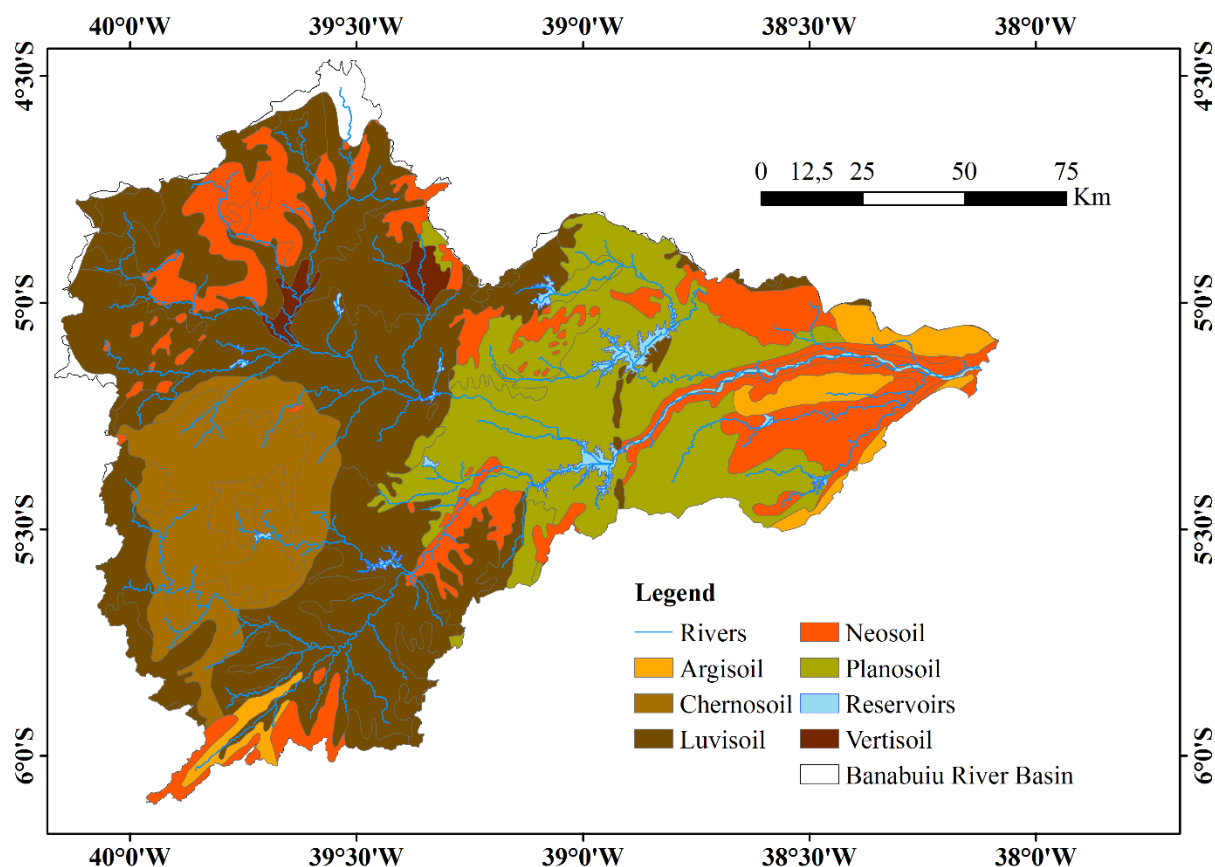 40°0'W 39°30'W 39°0'W 38°30'W 38°0'W
4°30'S 4°30'S
0 12,5 25 50 75
Km
5°0'S 5°0'S
5°30'S 5°30'S
Legend
Rivers Neosoil
Argisoil Planosoil
Chernosoil Reservoirs
Luvisoil Vertisoil
6°0'S 6°0'S
Banabuiu River Basin
40°0'W 39°30'W 39°0'W 38°30'W 38°0'W